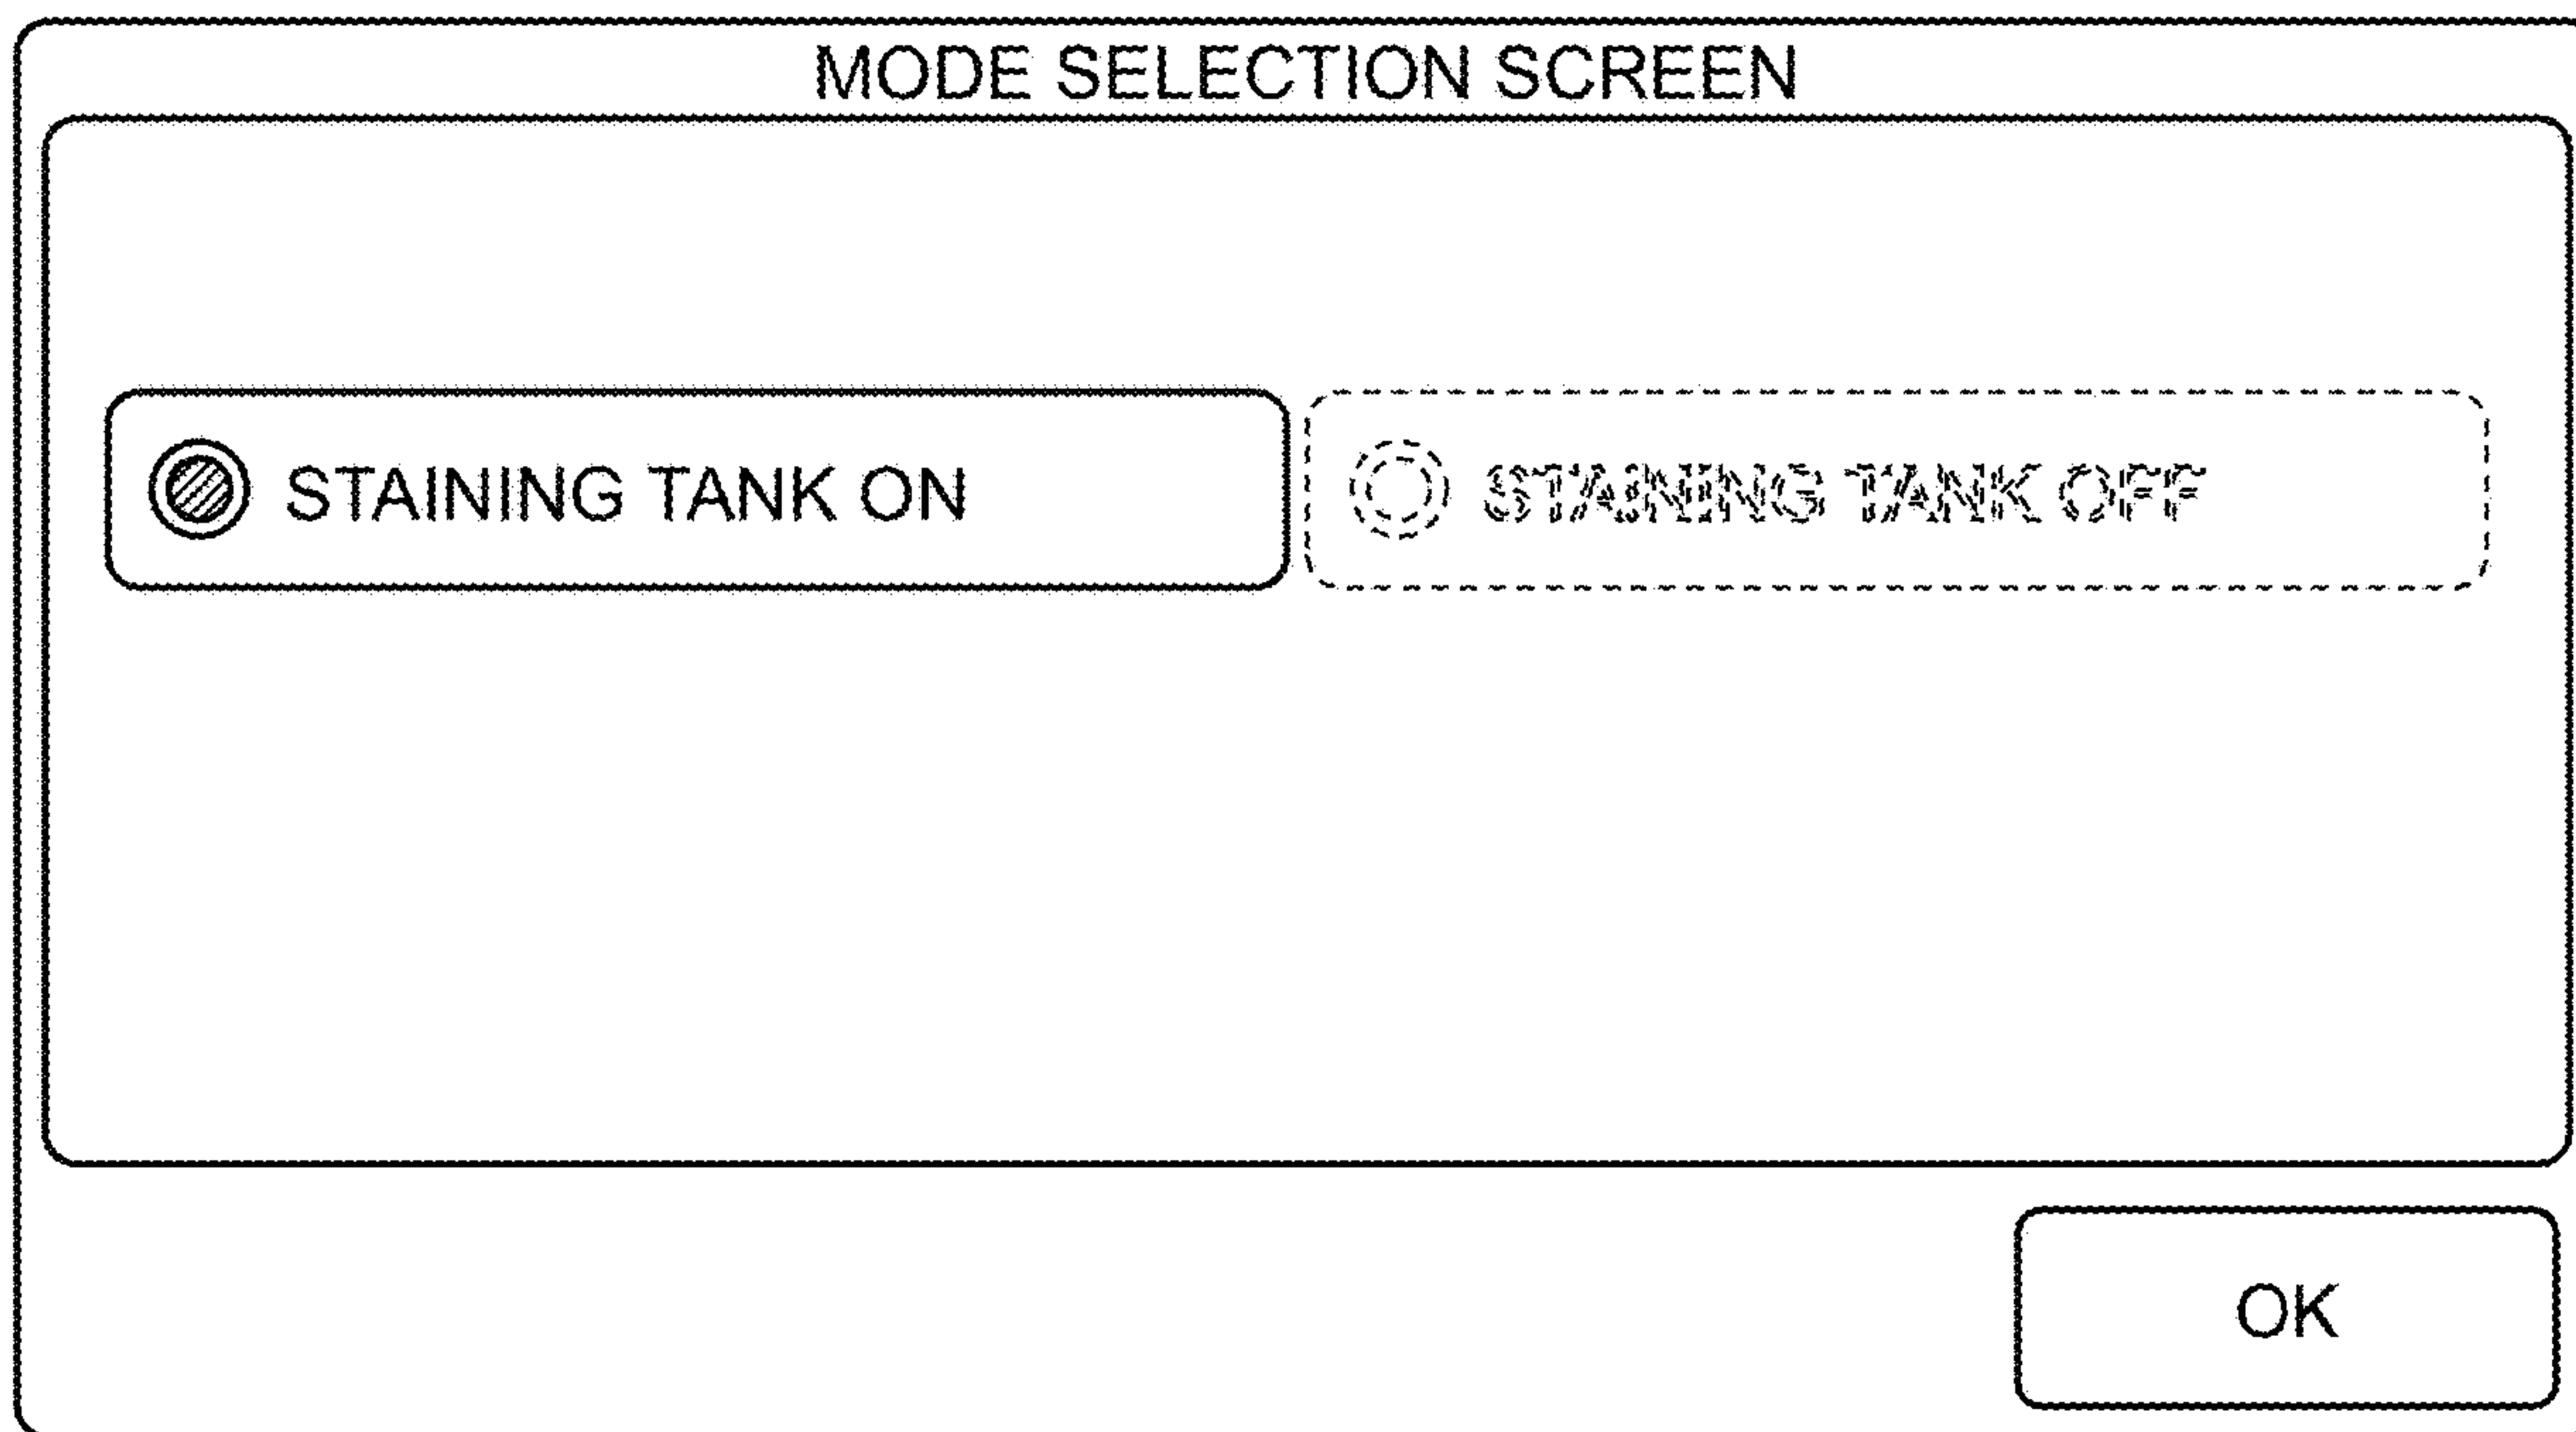 MODE SELECTION SCREEN
STAINING TANK ON
STAINING TANK OFF
OK